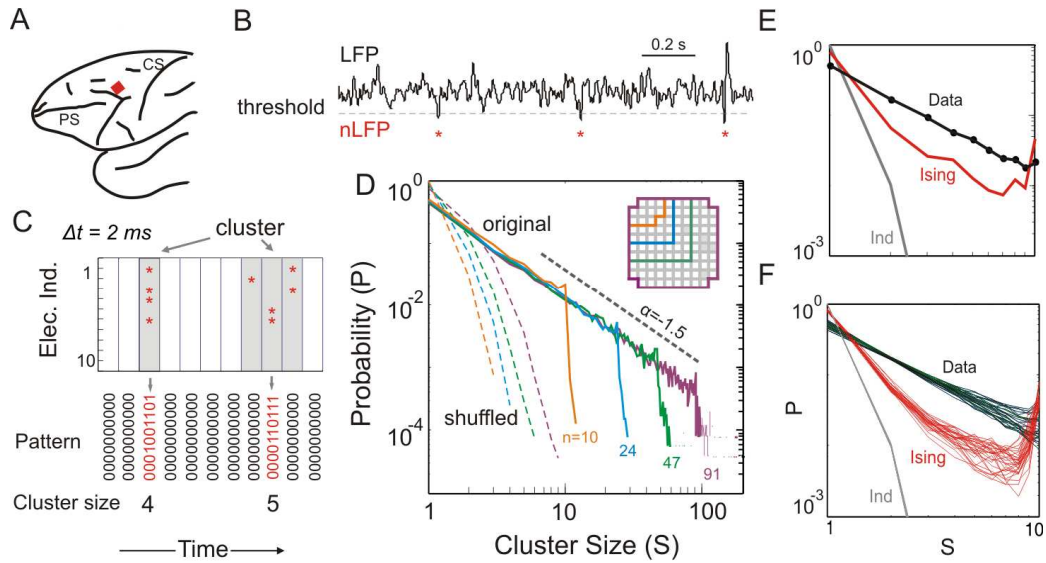 A
CS
PS
B
LFP
0.2 s
threshold
nLFP
* * *
C
Δt = 2 ms
cluster
Elec. Ind.
1
10
Pattern
0000000000
0000000000
0001001101
0000000000
0000000000
0000000000
0000000000
0000000000
0000110111
0000000000
0000000000
Cluster size 4 5
Time
D
10^0
10^-2
10^-4
Probability (P)
original
shuffled
α=-1.5
n=10
24
47
91
1 10 100
Cluster Size (S)
E
10^0
10^-3
Data
Ising
Ind
F
10^0
10^-3
P
Data
Ising
Ind
1 10
S